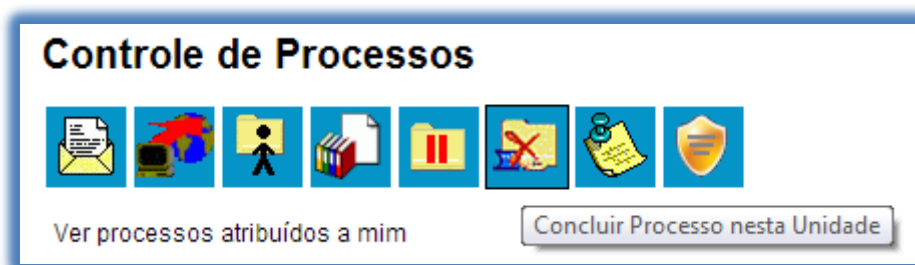 Controle de Processos
Ver processos atribuídos a mim
Concluir Processo nesta Unidade